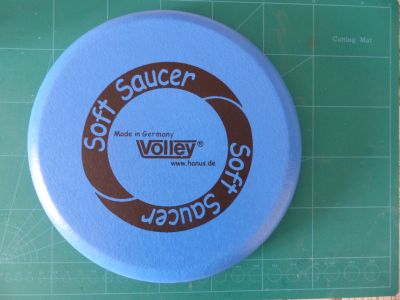 Soft Saucer
Made in Germany
Volley®
www.hanus.de
Soft Saucer
Cutting Mat